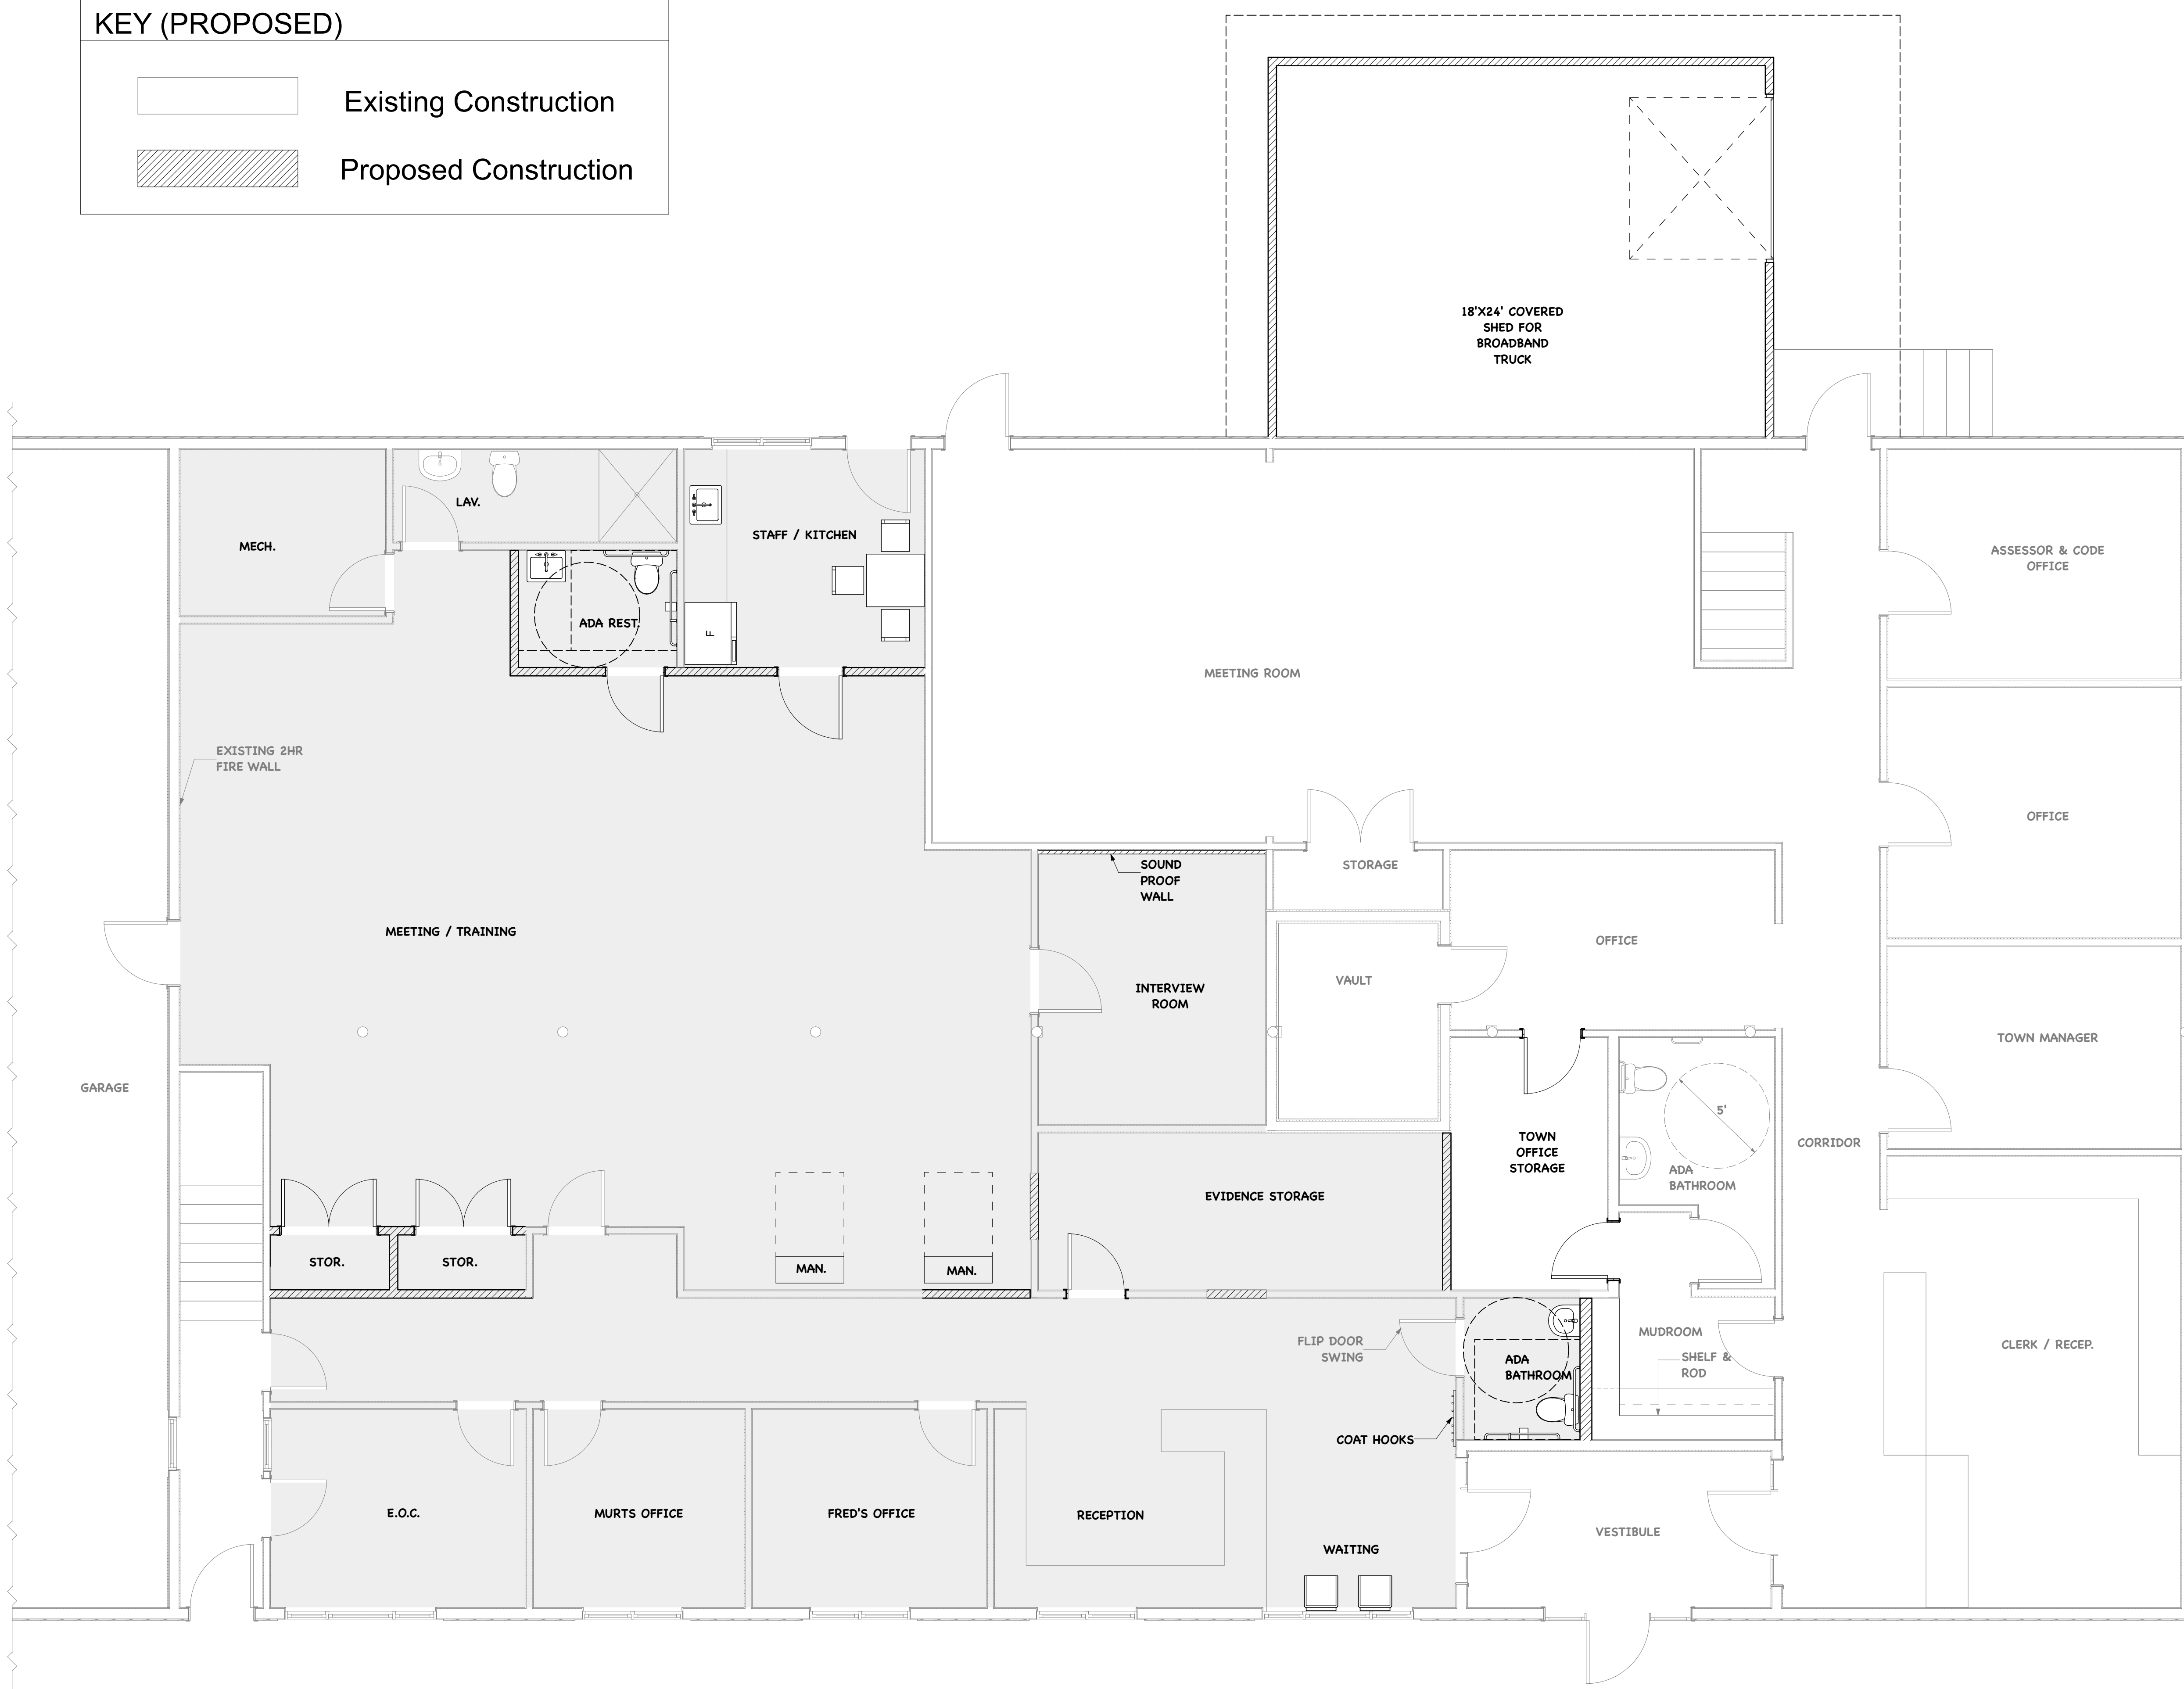 KEY (PROPOSED)
Existing Construction
Proposed Construction
18'X24' COVERED
SHED FOR
BROADBAND
TRUCK
LAV.
MECH.
STAFF / KITCHEN
ADA REST.
F
ASSESSOR & CODE
OFFICE
MEETING ROOM
EXISTING 2HR
FIRE WALL
OFFICE
SOUND
PROOF
WALL
STORAGE
MEETING / TRAINING
OFFICE
INTERVIEW
ROOM
VAULT
TOWN MANAGER
GARAGE
5'
TOWN
OFFICE
STORAGE
CORRIDOR
ADA
BATHROOM
EVIDENCE STORAGE
STOR.
STOR.
MAN.
MAN.
FLIP DOOR
SWING
MUDROOM
SHELF &
ROD
CLERK / RECEP.
ADA
BATHROOM
COAT HOOKS
E.O.C.
MURTS OFFICE
FRED'S OFFICE
RECEPTION
WAITING
VESTIBULE